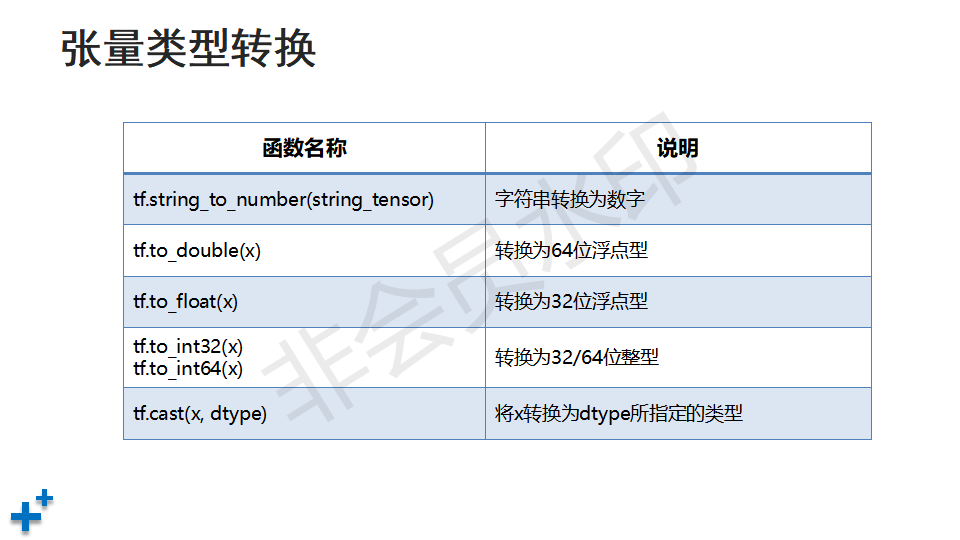 张量类型转换
函数名称 说明
tf.string_to_number(string_tensor) 字符串转换为数字
tf.to_double(x) 转换为64位浮点型
tf.to_float(x) 转换为32位浮点型
tf.to_int32(x)
tf.to_int64(x) 转换为32/64位整型
tf.cast(x, dtype) 将x转换为dtype所指定的类型
非会员水印